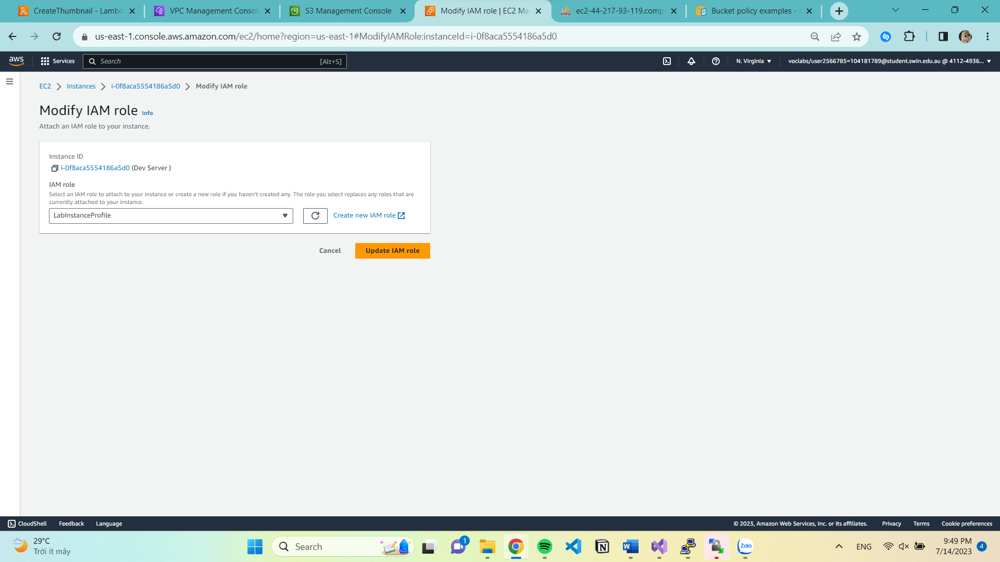 CreateThumbnail - Lambd
VPC Management Consol
S3 Management Console
Modify IAM role | EC2 Ma
ec2-44-217-93-119.comp
Bucket policy examples - A
us-east-1.console.aws.amazon.com/ec2/home?region=us-east-1#ModifyIAMRole:instanceId=i-0f8aca5554186a5d0
aws
Services
Search
[Alt+S]
N. Virginia
voclabs/user2566785=104181789@student.swin.edu.au @ 4112-4936...
EC2
Instances
i-0f8aca5554186a5d0
Modify IAM role
Modify IAM role Info
Attach an IAM role to your instance.
Instance ID
i-0f8aca5554186a5d0 (Dev Server )
IAM role
Select an IAM role to attach to your instance or create a new role if you haven't created any. The role you select replaces any roles that are
currently attached to your instance.
LabInstanceProfile
Create new IAM role
Cancel
Update IAM role
CloudShell
Feedback
Language
© 2023, Amazon Web Services, Inc. or its affiliates.
Privacy
Terms
Cookie preferences
29°C
Trời ít mây
Search
1
Zalo
ENG
9:49 PM
7/14/2023
4